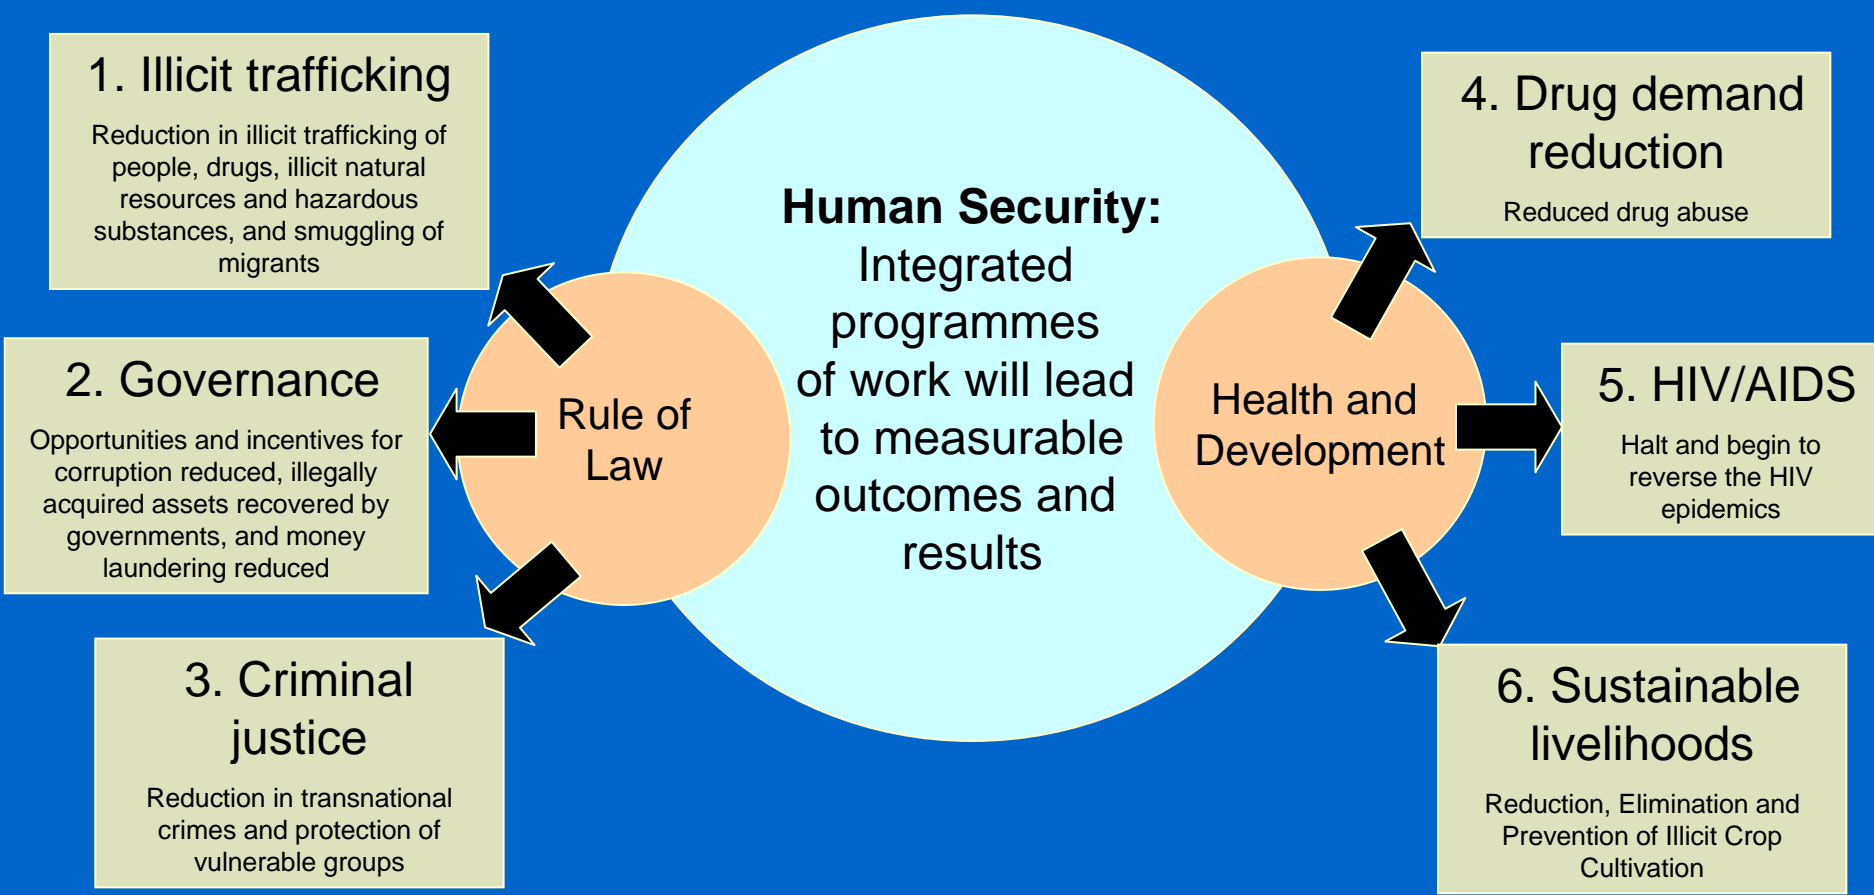 1. Illicit trafficking
Reduction in illicit trafficking of
people, drugs, illicit natural
resources and hazardous
substances, and smuggling of
migrants
2. Governance
Opportunities and incentives for
corruption reduced, illegally
acquired assets recovered by
governments, and money
laundering reduced
3. Criminal
justice
Reduction in transnational
crimes and protection of
vulnerable groups
Rule of
Law
Human Security:
Integrated
programmes
of work will lead
to measurable
outcomes and
results
Health and
Development
4. Drug demand
reduction
Reduced drug abuse
5. HIV/AIDS
Halt and begin to
reverse the HIV
epidemics
6. Sustainable
livelihoods
Reduction, Elimination and
Prevention of Illicit Crop
Cultivation